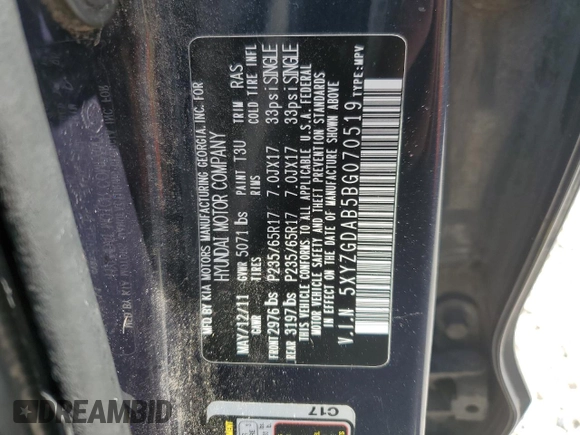 MFD. BY KIA MOTORS MANUFACTURING GEORGIA, INC. FOR
HYUNDAI MOTOR COMPANY
MAY/12/11 GVWR 5071 lbs PAINT T3U TRIM RAS
GAWR TIRES RIMS COLD TIRE INFL
FRONT 2976 lbs P235/65R17 7.0JX17 33psi SINGLE
REAR 3197 lbs P235/65R17 7.0JX17 33psi SINGLE
THIS VEHICLE CONFORMS TO ALL APPLICABLE U.S.A. FEDERAL
MOTOR VEHICLE SAFETY AND THEFT PREVENTION STANDARDS
IN EFFECT ON THE DATE OF MANUFACTURE SHOWN ABOVE
V.I.N 5XYZGDAB5BG070519 TYPE:MPV
C17
DREAMBID